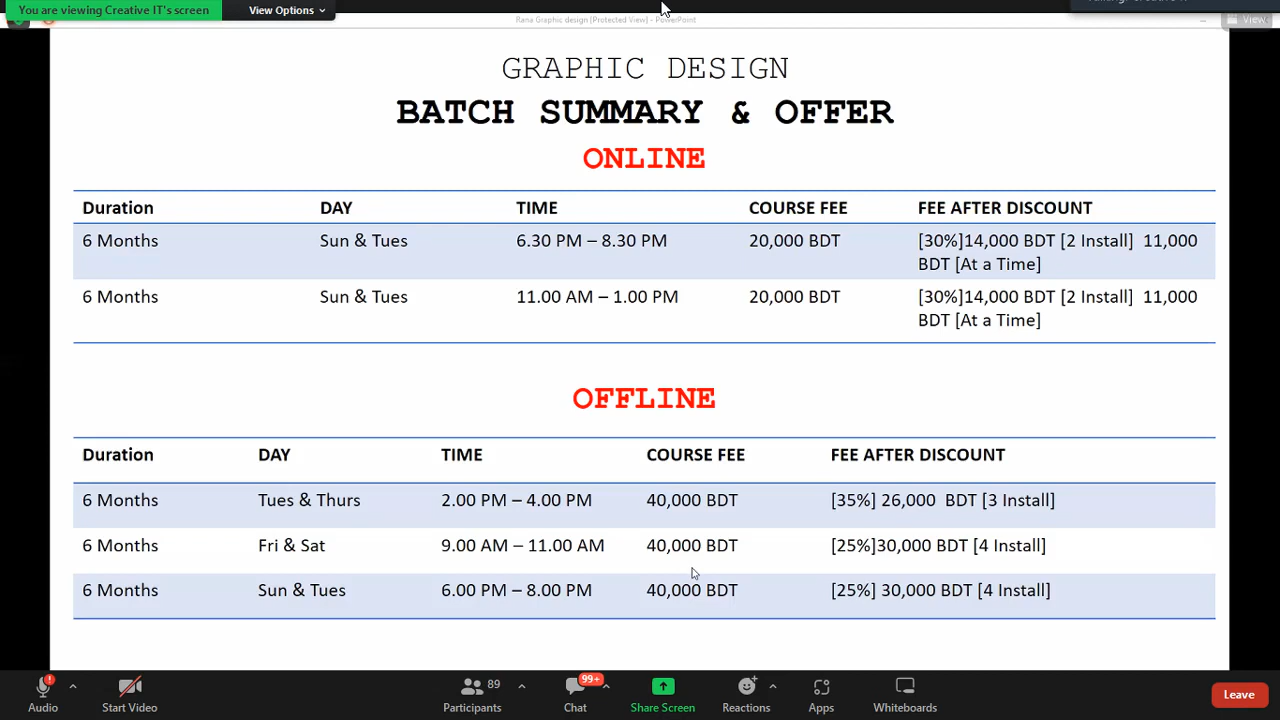 You are viewing Creative IT's screen View Options
Rana Graphic design [Protected View] - PowerPoint
View
GRAPHIC DESIGN
BATCH SUMMARY & OFFER
ONLINE
Duration DAY TIME COURSE FEE FEE AFTER DISCOUNT
6 Months Sun & Tues 6.30 PM – 8.30 PM 20,000 BDT [30%]14,000 BDT [2 Install] 11,000
BDT [At a Time]
6 Months Sun & Tues 11.00 AM – 1.00 PM 20,000 BDT [30%]14,000 BDT [2 Install] 11,000
BDT [At a Time]
OFFLINE
Duration DAY TIME COURSE FEE FEE AFTER DISCOUNT
6 Months Tues & Thurs 2.00 PM – 4.00 PM 40,000 BDT [35%] 26,000 BDT [3 Install]
6 Months Fri & Sat 9.00 AM – 11.00 AM 40,000 BDT [25%]30,000 BDT [4 Install]
6 Months Sun & Tues 6.00 PM – 8.00 PM 40,000 BDT [25%] 30,000 BDT [4 Install]
89 99+
Audio Start Video Participants Chat Share Screen Reactions Apps Whiteboards Leave